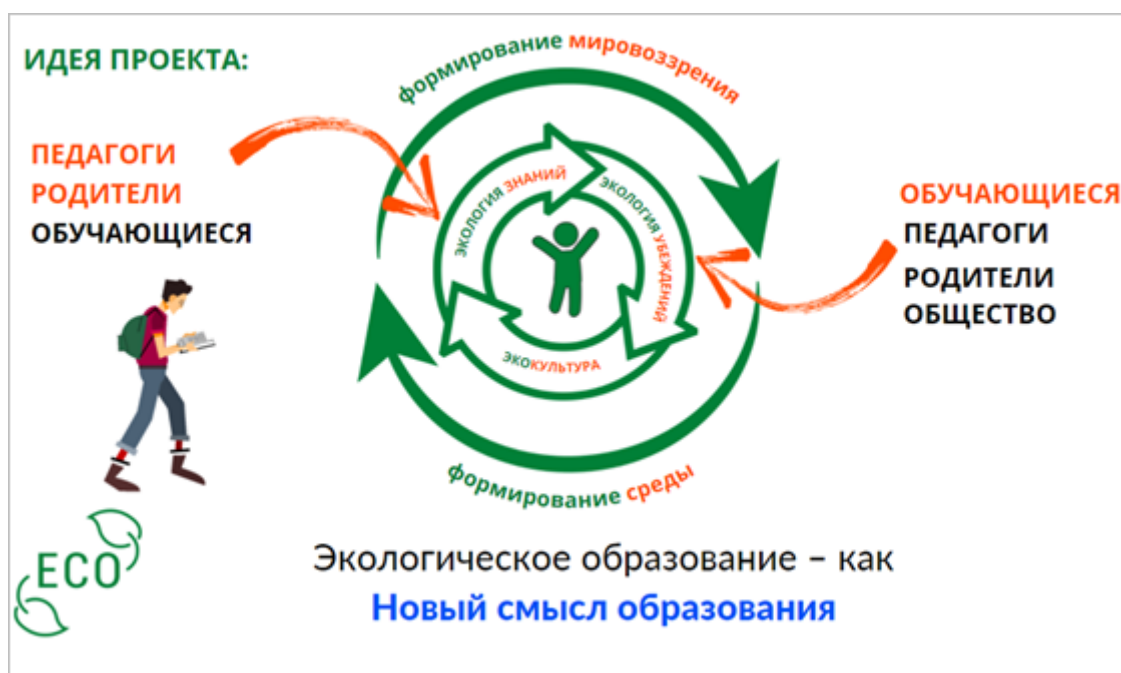 ИДЕЯ ПРОЕКТА:
ПЕДАГОГИ
РОДИТЕЛИ
ОБУЧАЮЩИЕСЯ
формирование мировоззрения
ЭКОЛОГИЯ ЗНАНИЙ
ЭКОЛОГИЯ УБЕЖДЕНИЙ
ЭКОКУЛЬТУРА
формирование среды
ОБУЧАЮЩИЕСЯ
ПЕДАГОГИ
РОДИТЕЛИ
ОБЩЕСТВО
ECO
Экологическое образование – как
Новый смысл образования